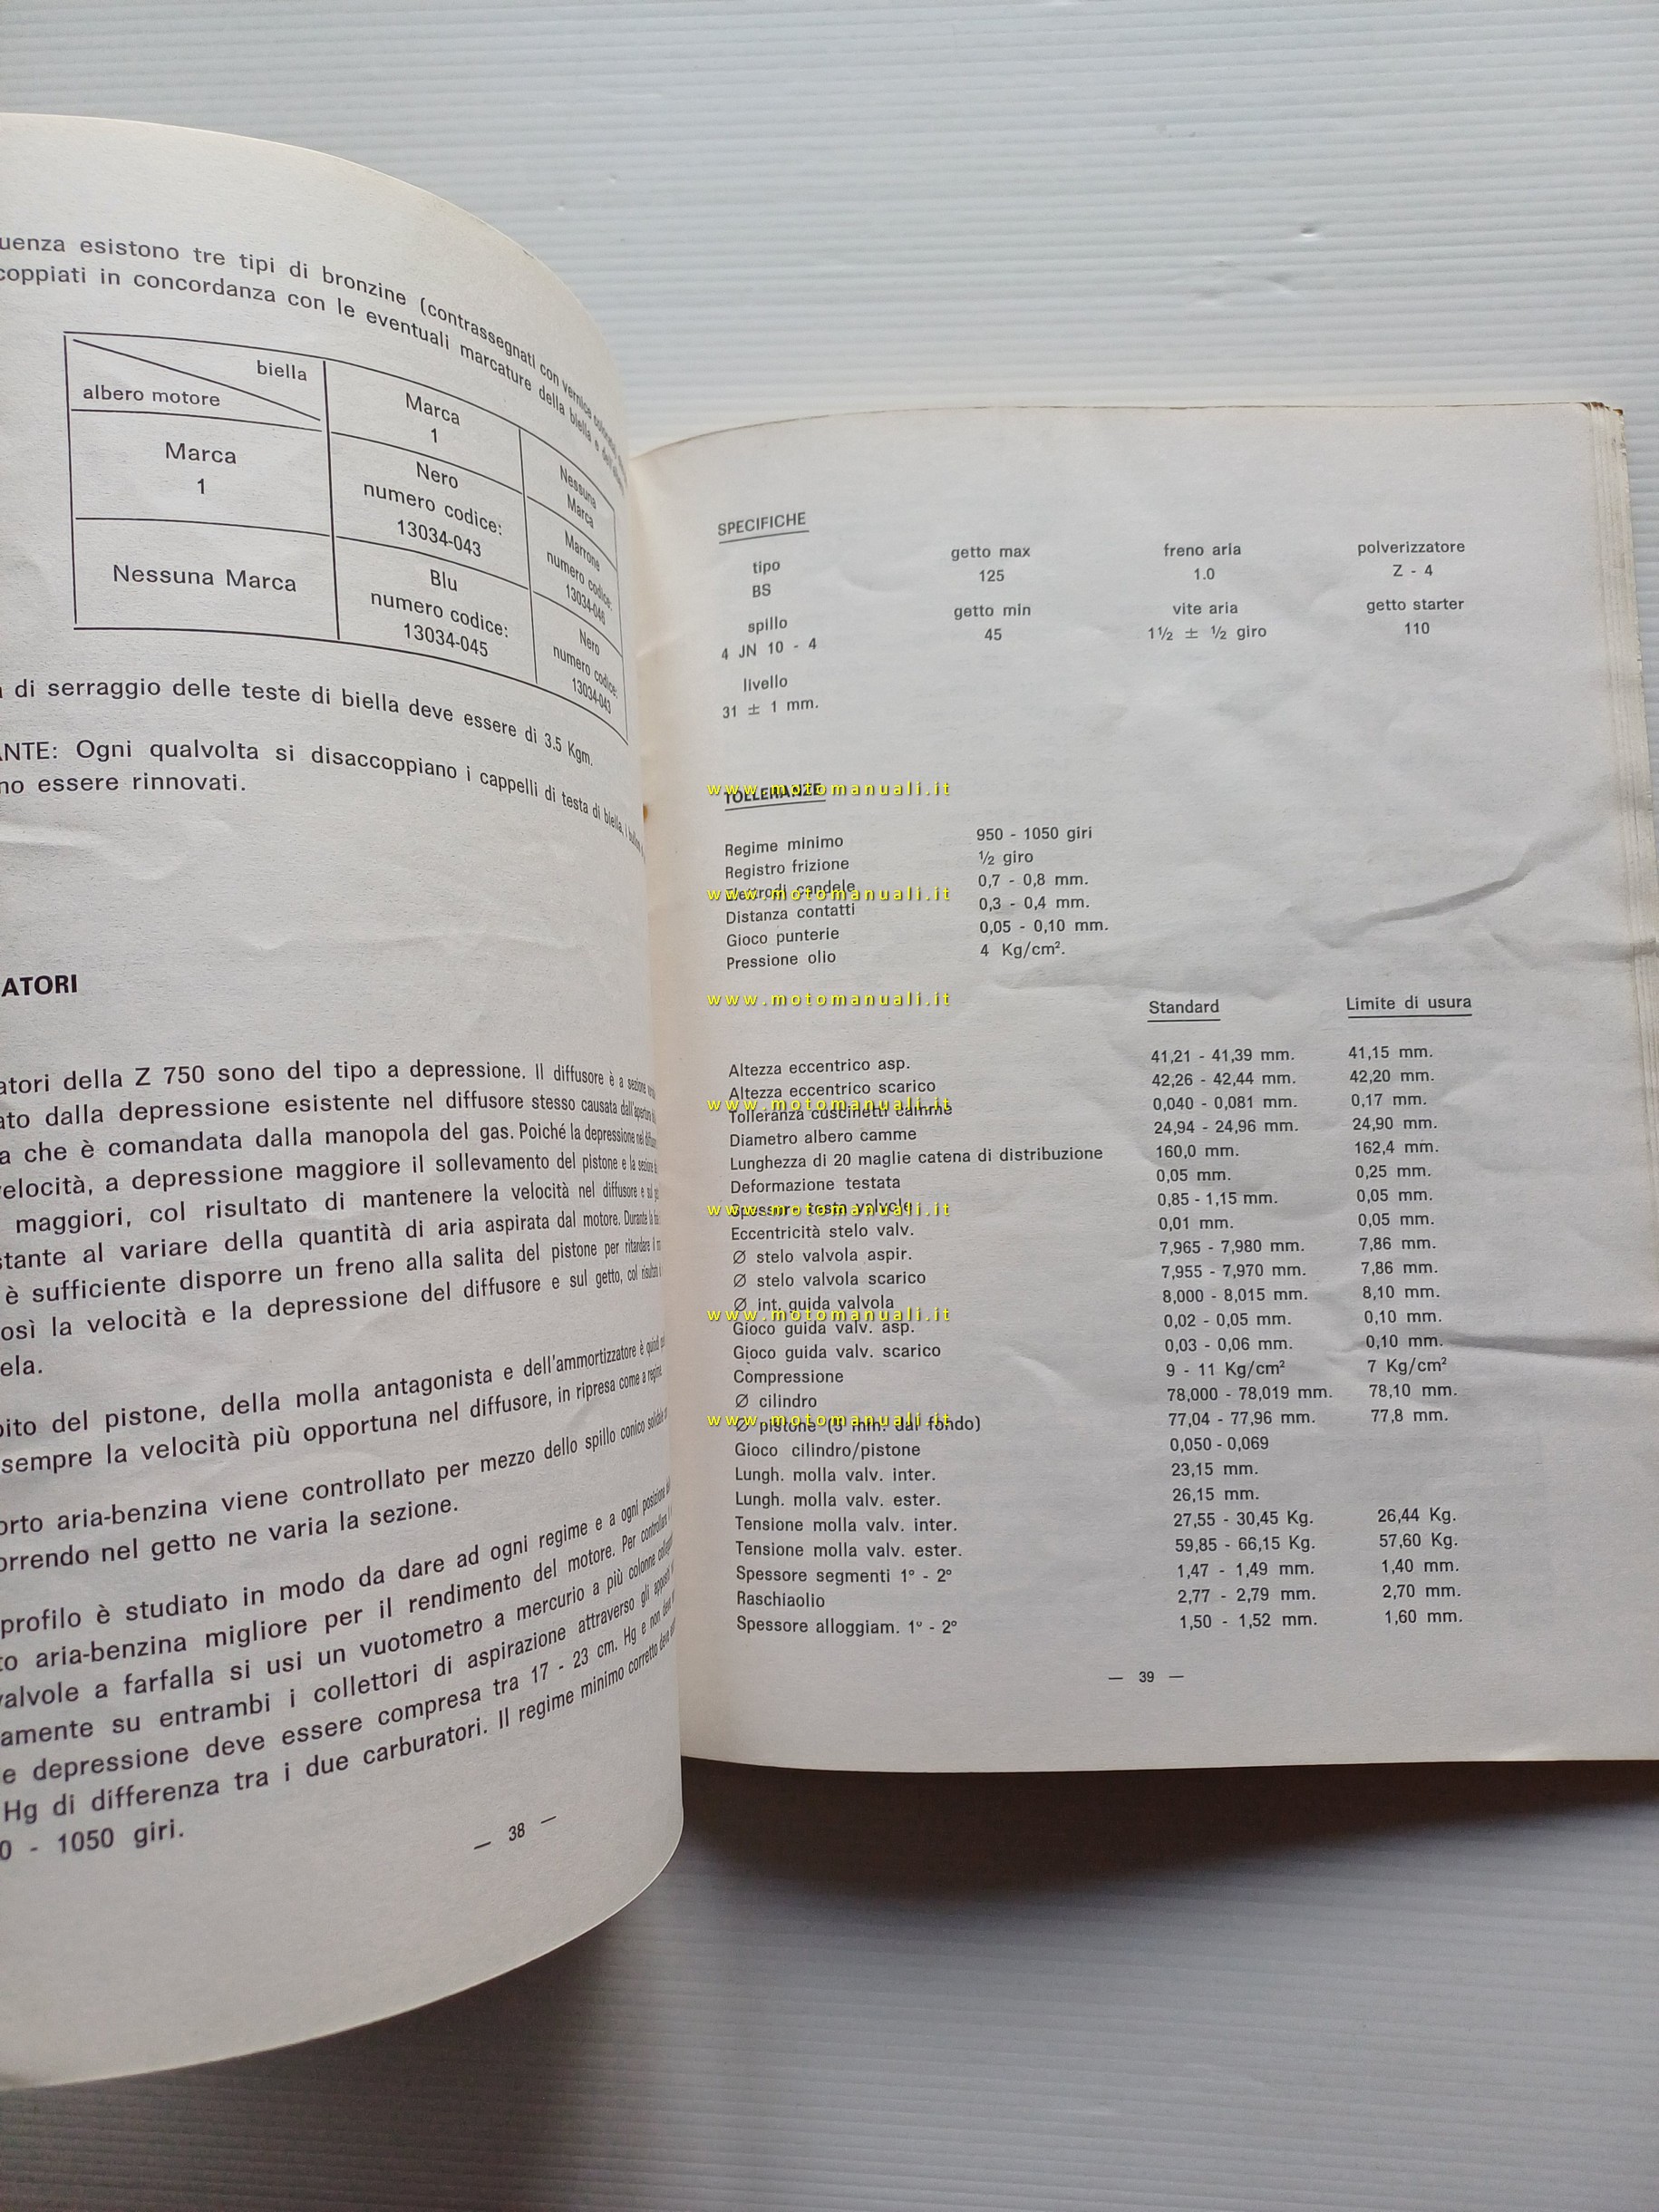 uenza esistono tre tipi di bronzine (contrassegnati con vernice
coppiati in concordanza con le eventuali marcature della biella e
biella
albero motore
Marca
1
Nessuna
Marca
Marca
1
Nero
numero codice:
13034-043
Marrone
numero codice:
13034-046
Nessuna Marca
Blu
numero codice:
13034-045
Nero
numero codice:
13034-043
di serraggio delle teste di biella deve essere di 3.5 Kgm.
ANTE: Ogni qualvolta si disaccoppiano i cappelli di testa di biella, i
no essere rinnovati.
ATORI
atori della Z 750 sono del tipo a depressione. Il diffusore è a sezione
ato dalla depressione esistente nel diffusore stesso causata
a che è comandata dalla manopola del gas. Poiché la depressione nel
elocità, a depressione maggiore il sollevamento del pistone e la sezione
maggiori, col risultato di mantenere la velocità nel diffusore e sul
stante al variare della quantità di aria aspirata dal motore. Durante
è sufficiente disporre un freno alla salita del pistone per ritardare
osì la velocità e la depressione del diffusore e sul getto, col risultato
ela.
pito del pistone, della molla antagonista e dell'ammortizzatore è quindi
sempre la velocità più opportuna nel diffusore, in ripresa come a regime.
orto aria-benzina viene controllato per mezzo dello spillo conico solidale
orrendo nel getto ne varia la sezione.
profilo è studiato in modo da dare ad ogni regime e a ogni posizione
to aria-benzina migliore per il rendimento del motore. Per controllare
valvole a farfalla si usi un vuotometro a mercurio a più colonne
amente su entrambi i collettori di aspirazione attraverso gli appositi
e depressione deve essere compresa tra 17 - 23 cm. Hg e non deve
Hg di differenza tra i due carburatori. Il regime minimo corretto deve
0 - 1050 giri.
— 38 —
SPECIFICHE
tipo getto max freno aria polverizzatore
BS 125 1.0 Z - 4
spillo getto min vite aria getto starter
4 JN 10 - 4 45 1½ ± ½ giro 110
livello
31 ± 1 mm.
TOLLERANZE
www.motomanuali.it
Regime minimo 950 - 1050 giri
Registro frizione ½ giro
Elettrodi candele 0,7 - 0,8 mm.
www.motomanuali.it
Distanza contatti 0,3 - 0,4 mm.
Gioco punterie 0,05 - 0,10 mm.
Pressione olio 4 Kg/cm².
www.motomanuali.it
Standard Limite di usura
Altezza eccentrico asp. 41,21 - 41,39 mm. 41,15 mm.
Altezza eccentrico scarico 42,26 - 42,44 mm. 42,20 mm.
www.motomanuali.it
Tolleranza cuscinetti camme 0,040 - 0,081 mm. 0,17 mm.
Diametro albero camme 24,94 - 24,96 mm. 24,90 mm.
Lunghezza di 20 maglie catena di distribuzione 160,0 mm. 162,4 mm.
Deformazione testata 0,05 mm. 0,25 mm.
Spessore testa valvole 0,85 - 1,15 mm. 0,05 mm.
www.motomanuali.it
Eccentricità stelo valv. 0,01 mm. 0,05 mm.
Ø stelo valvola aspir. 7,965 - 7,980 mm. 7,86 mm.
Ø stelo valvola scarico 7,955 - 7,970 mm. 7,86 mm.
Ø int. guida valvola 8,000 - 8,015 mm. 8,10 mm.
www.motomanuali.it
Gioco guida valv. asp. 0,02 - 0,05 mm. 0,10 mm.
Gioco guida valv. scarico 0,03 - 0,06 mm. 0,10 mm.
Compressione 9 - 11 Kg/cm² 7 Kg/cm²
Ø cilindro 78,000 - 78,019 mm. 78,10 mm.
www.motomanuali.it
Ø pistone (5 mm. dal fondo) 77,04 - 77,96 mm. 77,8 mm.
Gioco cilindro/pistone 0,050 - 0,069
Lungh. molla valv. inter. 23,15 mm.
Lungh. molla valv. ester. 26,15 mm.
Tensione molla valv. inter. 27,55 - 30,45 Kg. 26,44 Kg.
Tensione molla valv. ester. 59,85 - 66,15 Kg. 57,60 Kg.
Spessore segmenti 1º - 2º 1,47 - 1,49 mm. 1,40 mm.
Raschiaolio 2,77 - 2,79 mm. 2,70 mm.
Spessore alloggiam. 1º - 2º 1,50 - 1,52 mm. 1,60 mm.
— 39 —